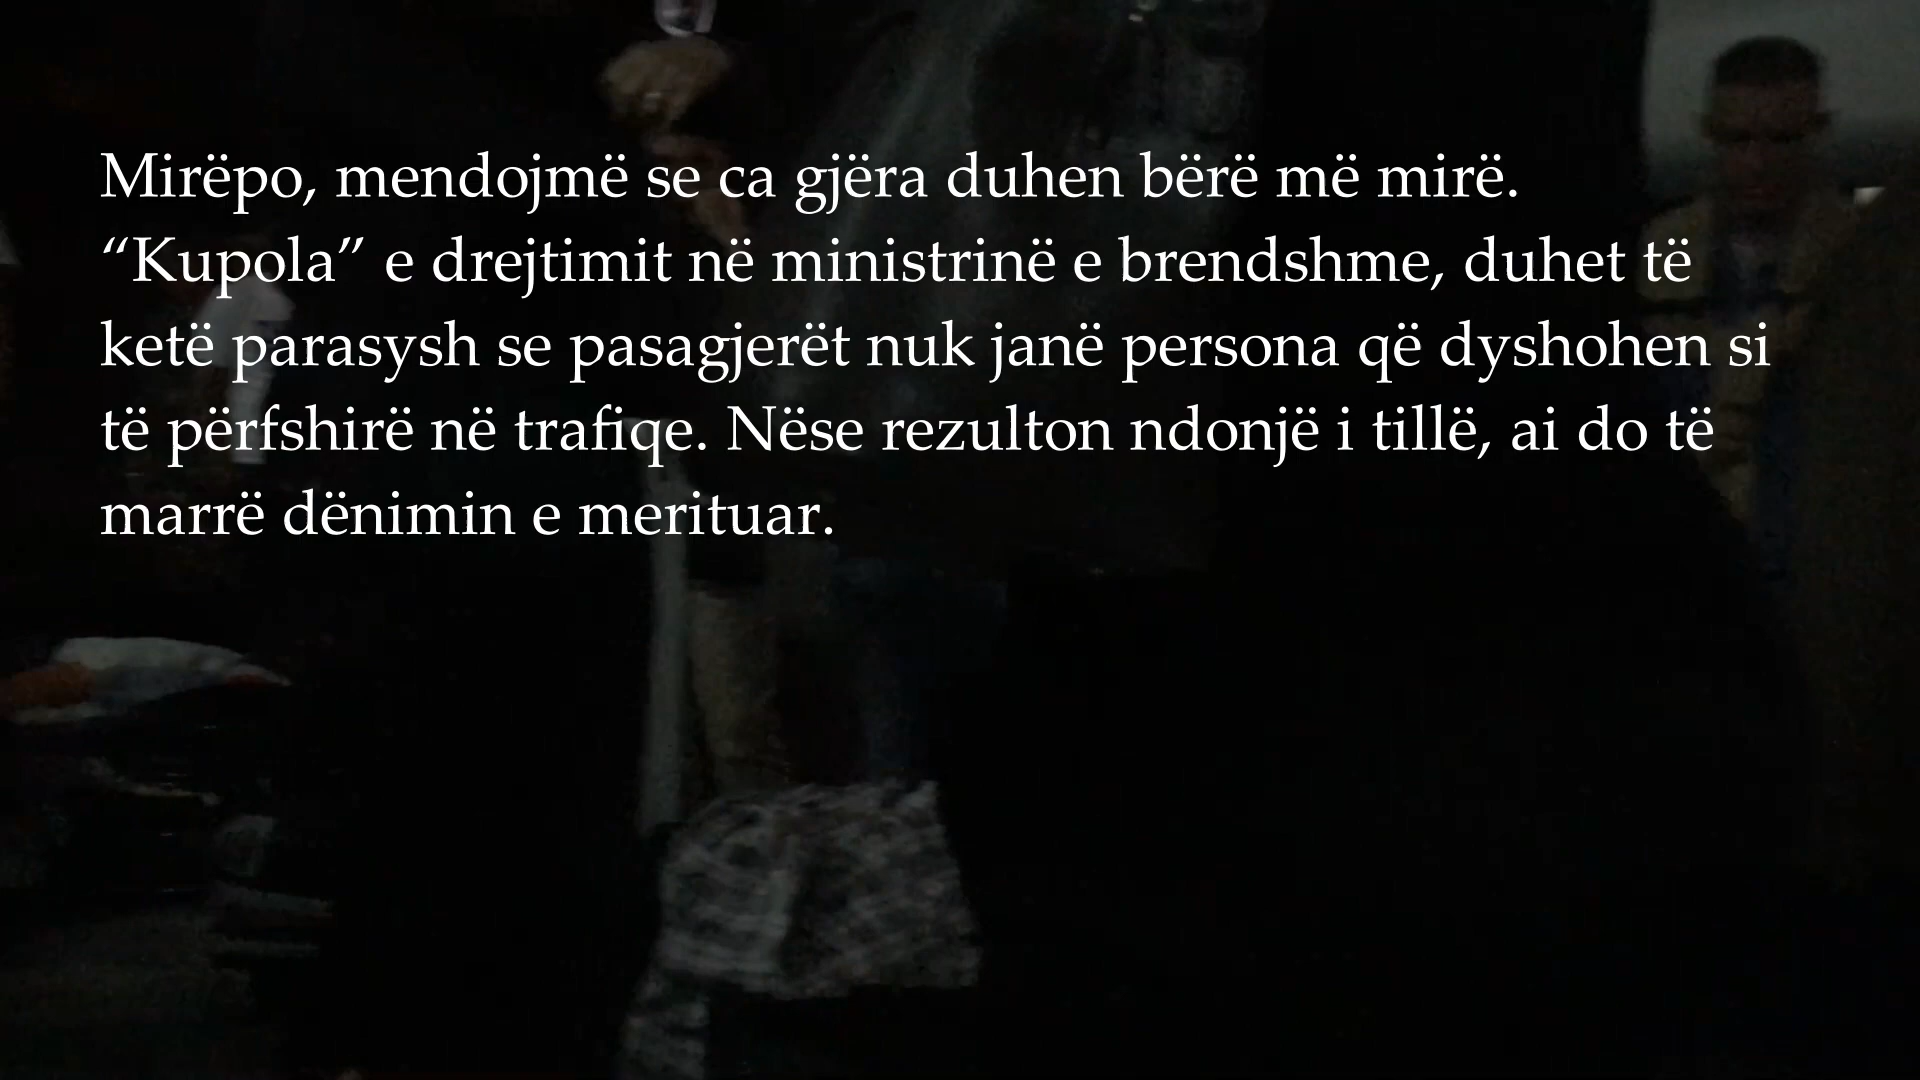 Mirëpo, mendojmë se ca gjëra duhen bërë më mirë.
“Kupola” e drejtimit në ministrinë e brendshme, duhet të
ketë parasysh se pasagjerët nuk janë persona që dyshohen si
të përfshirë në trafiqe. Nëse rezulton ndonjë i tillë, ai do të
marrë dënimin e merituar.